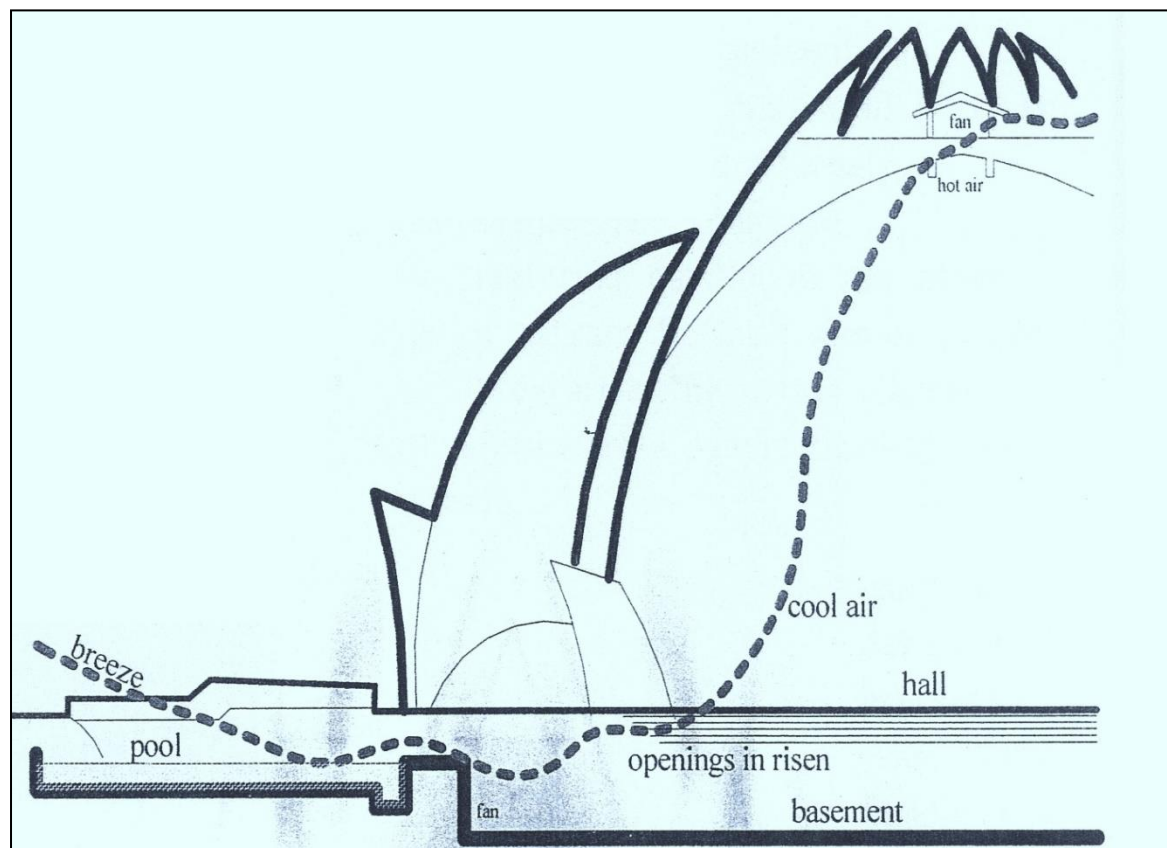 fan
hot air
cool air
breeze
hall
pool
openings in risen
fan
basement